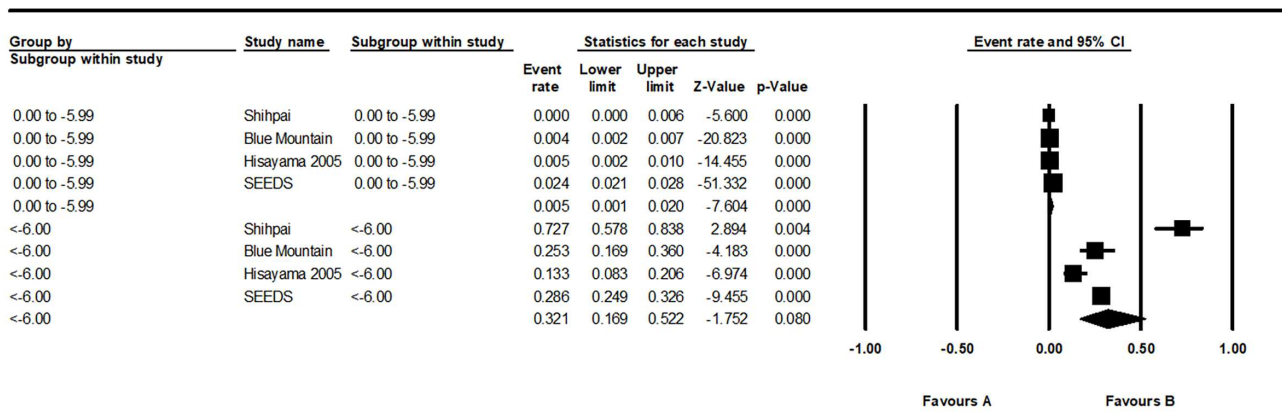 Group by Study name Subgroup within study Statistics for each study Event rate and 95% CI
Subgroup within study
Event Lower Upper
rate limit limit Z-Value p-Value
0.00 to -5.99 Shihpai 0.00 to -5.99 0.000 0.000 0.006 -5.600 0.000
0.00 to -5.99 Blue Mountain 0.00 to -5.99 0.004 0.002 0.007 -20.823 0.000
0.00 to -5.99 Hisayama 2005 0.00 to -5.99 0.005 0.002 0.010 -14.455 0.000
0.00 to -5.99 SEEDS 0.00 to -5.99 0.024 0.021 0.028 -51.332 0.000
0.00 to -5.99 0.005 0.001 0.020 -7.604 0.000
<-6.00 Shihpai <-6.00 0.727 0.578 0.838 2.894 0.004
<-6.00 Blue Mountain <-6.00 0.253 0.169 0.360 -4.183 0.000
<-6.00 Hisayama 2005 <-6.00 0.133 0.083 0.206 -6.974 0.000
<-6.00 SEEDS <-6.00 0.286 0.249 0.326 -9.455 0.000
<-6.00 0.321 0.169 0.522 -1.752 0.080
-1.00 -0.50 0.00 0.50 1.00
Favours A Favours B